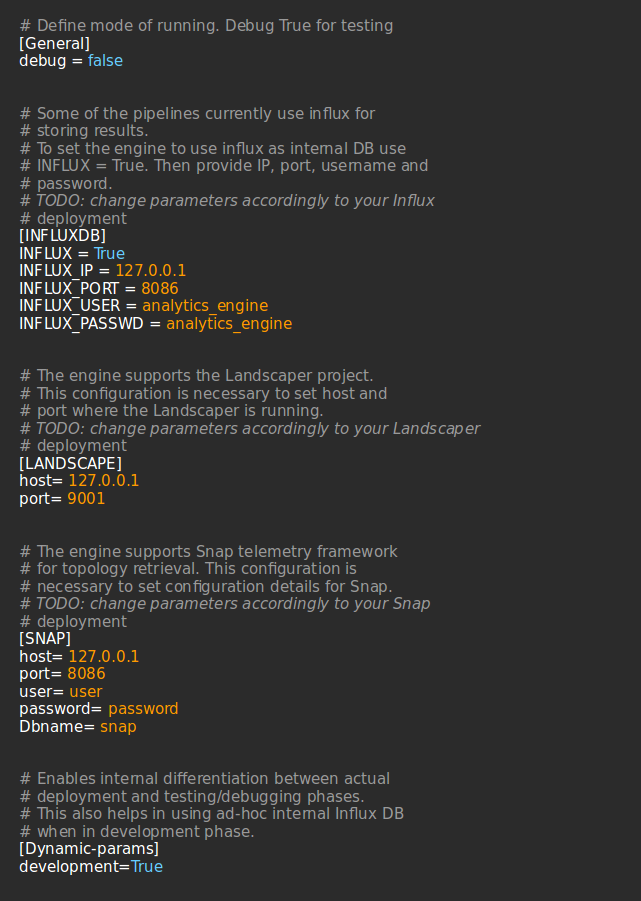 # Define mode of running. Debug True for testing
[General]
debug = false
# Some of the pipelines currently use influx for
# storing results.
# To set the engine to use influx as internal DB use
# INFLUX = True. Then provide IP, port, username and
# password.
# TODO: change parameters accordingly to your Influx
# deployment
[INFLUXDB]
INFLUX = True
INFLUX_IP = 127.0.0.1
INFLUX_PORT = 8086
INFLUX_USER = analytics_engine
INFLUX_PASSWD = analytics_engine
# The engine supports the Landscaper project.
# This configuration is necessary to set host and
# port where the Landscaper is running.
# TODO: change parameters accordingly to your Landscaper
# deployment
[LANDSCAPE]
host= 127.0.0.1
port= 9001
# The engine supports Snap telemetry framework
# for topology retrieval. This configuration is
# necessary to set configuration details for Snap.
# TODO: change parameters accordingly to your Snap
# deployment
[SNAP]
host= 127.0.0.1
port= 8086
user= user
password= password
Dbname= snap
# Enables internal differentiation between actual
# deployment and testing/debugging phases.
# This also helps in using ad-hoc internal Influx DB
# when in development phase.
[Dynamic-params]
development=True